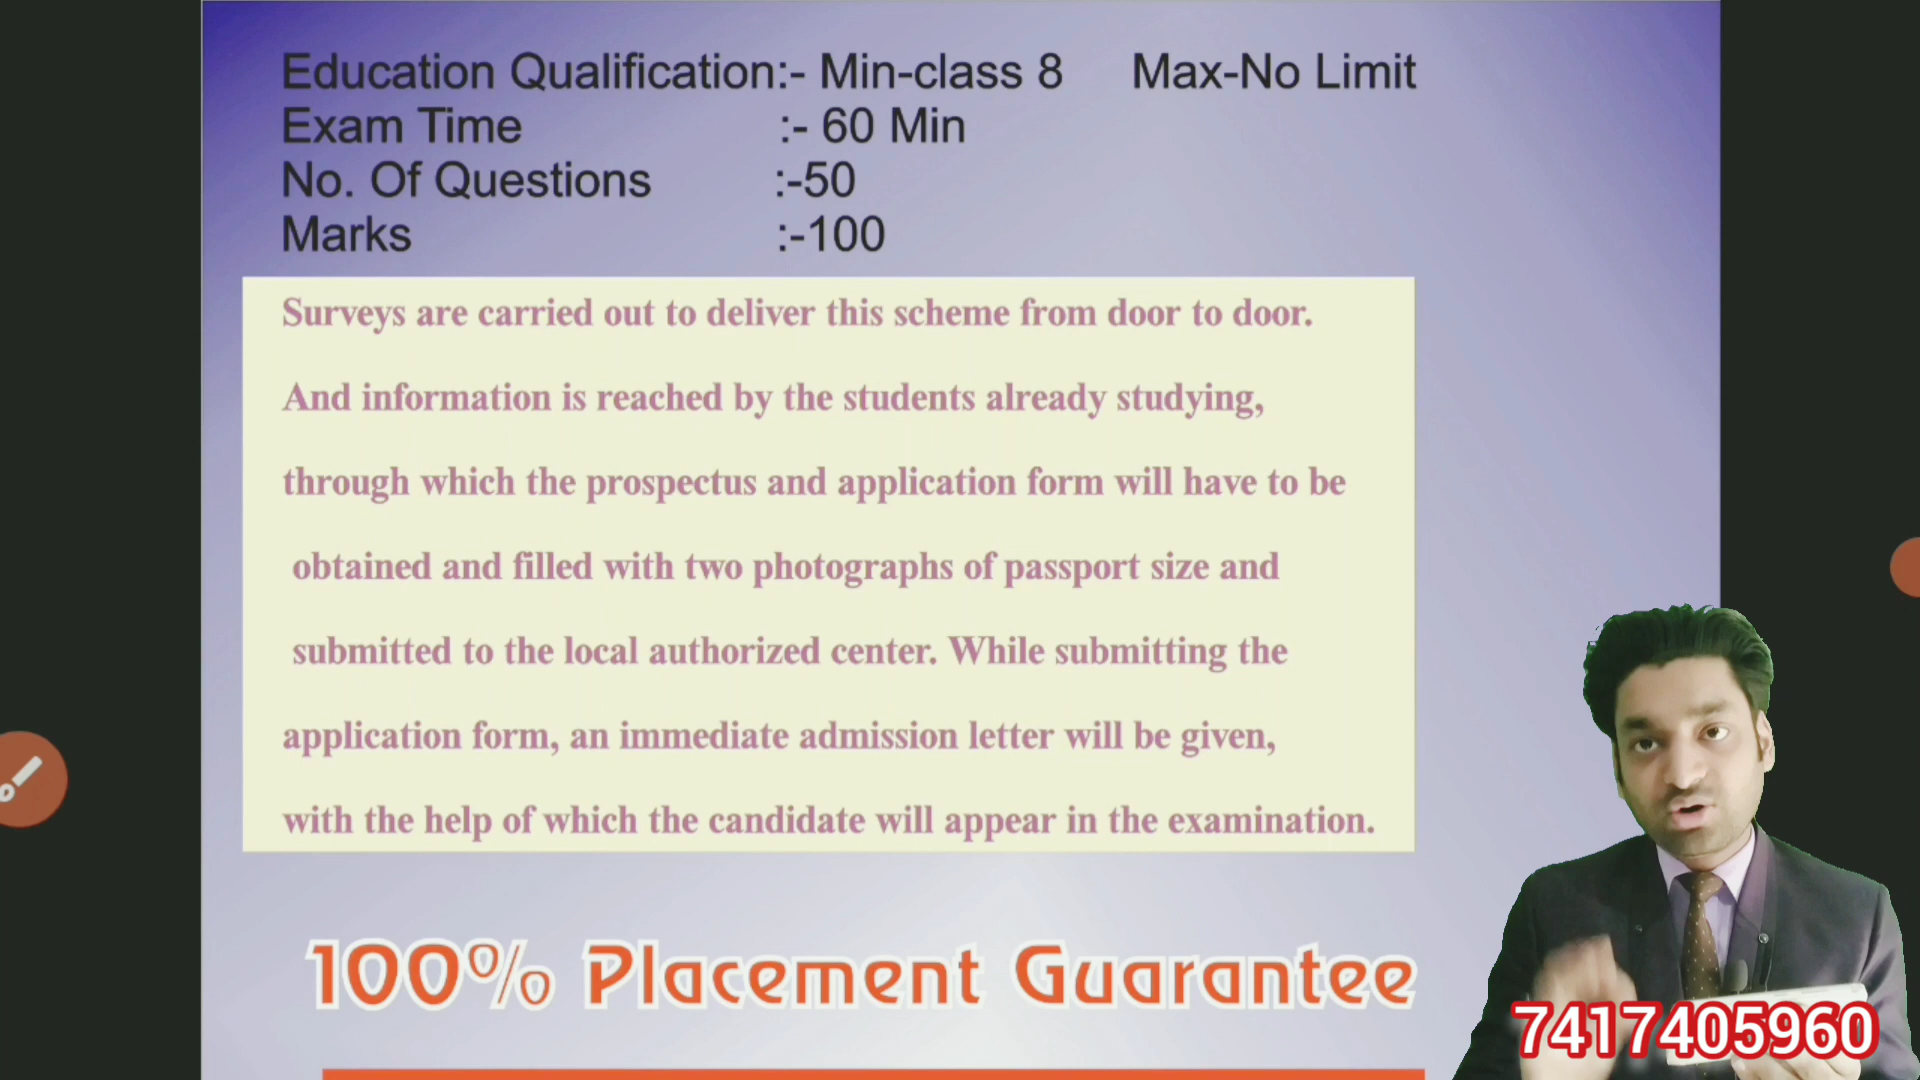 Education Qualification:- Min-class 8 Max-No Limit
Exam Time :- 60 Min
No. Of Questions :-50
Marks :-100
Surveys are carried out to deliver this scheme from door to door.
And information is reached by the students already studying,
through which the prospectus and application form will have to be
obtained and filled with two photographs of passport size and
submitted to the local authorized center. While submitting the
application form, an immediate admission letter will be given,
with the help of which the candidate will appear in the examination.
100% Placement Guarantee
7417405960